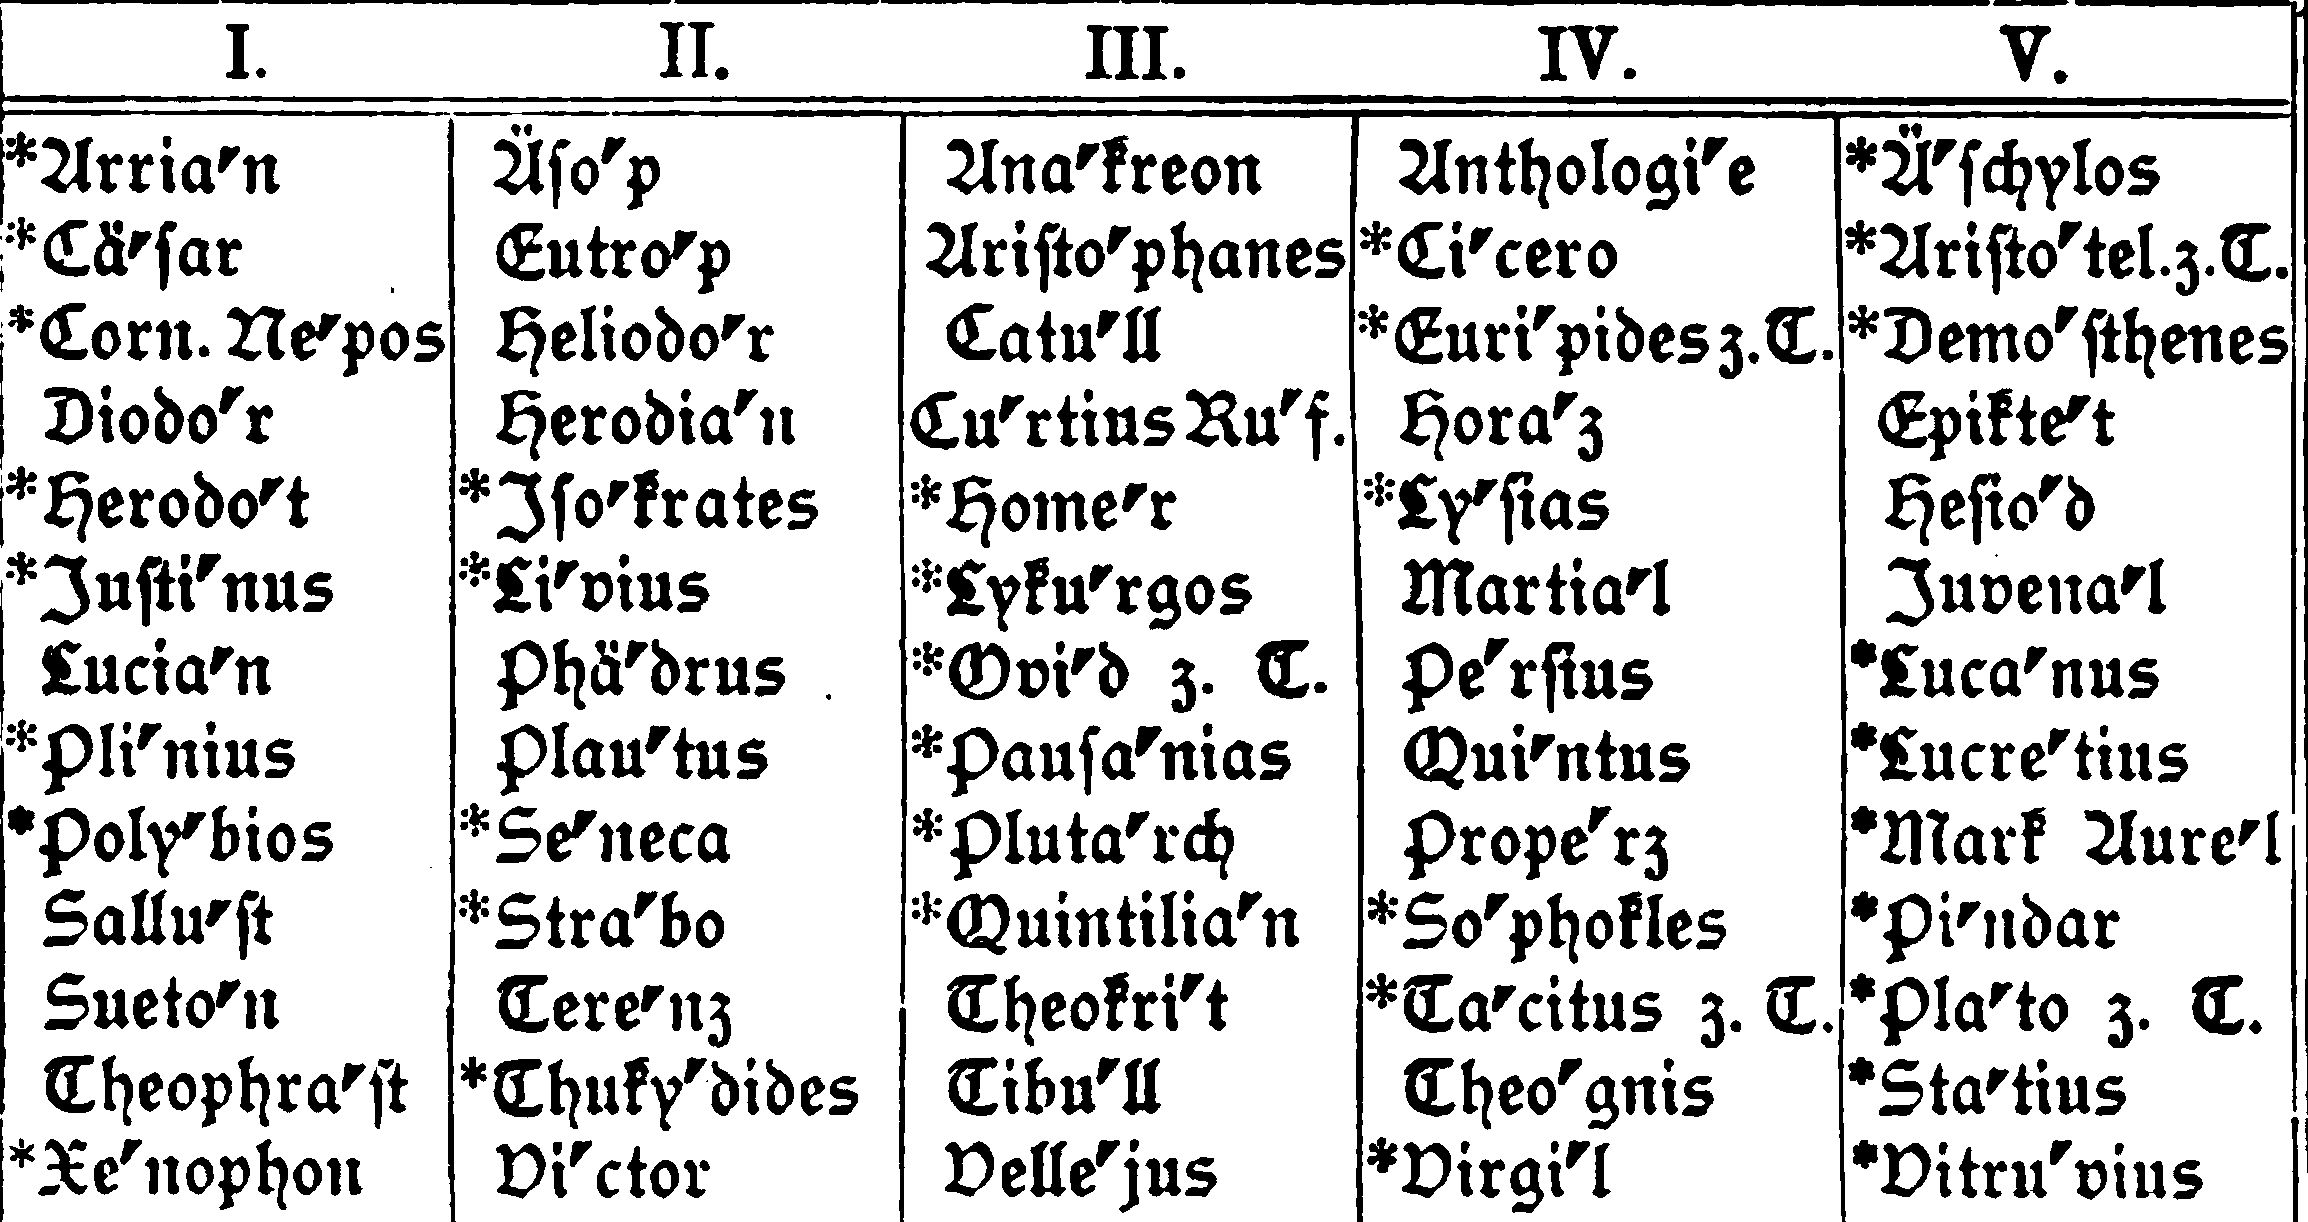 I. II. III. IV. V.
*Arria′n Äſo′p Ana′kreon Anthologi′e *Ä′ſchylos
*Cä′ſar Eutro′p Ariſto′phanes *Ci′cero *Ariſto′tel. z. T.
*Corn. Ne′pos Heliodo′r Catu′ll *Euri′pides z. T. *Demo′ſthenes
Diodo′r Herodia′n Cu′rtius Ru′f. Hora′z Epikte′t
*Herodo′t *Iſo′krates *Home′r *Ly′ſias Heſio′d
*Juſti′nus *Li′vius *Lyku′rgos Martia′l Juvena′l
Lucia′n Phä′drus *Ovi′d z. T. Pe′rſius *Luca′nus
*Pli′nius Plau′tus *Pauſa′nias Qui′ntus *Lucre′tius
*Poly′bios *Se′neca *Pluta′rch Prope′rz *Mark Aure′l
Sallu′ſt *Stra′bo *Quintilia′n *So′phokles *Pi′ndar
Sueto′n Tere′nz Theokri′t *Ta′citus z. T. *Pla′to z. T.
Theophra′ſt *Thuky′dides Tibu′ll Theo′gnis *Sta′tius
*Xe′nophon Vi′ctor Velle′jus *Virgi′l *Vitru′vius